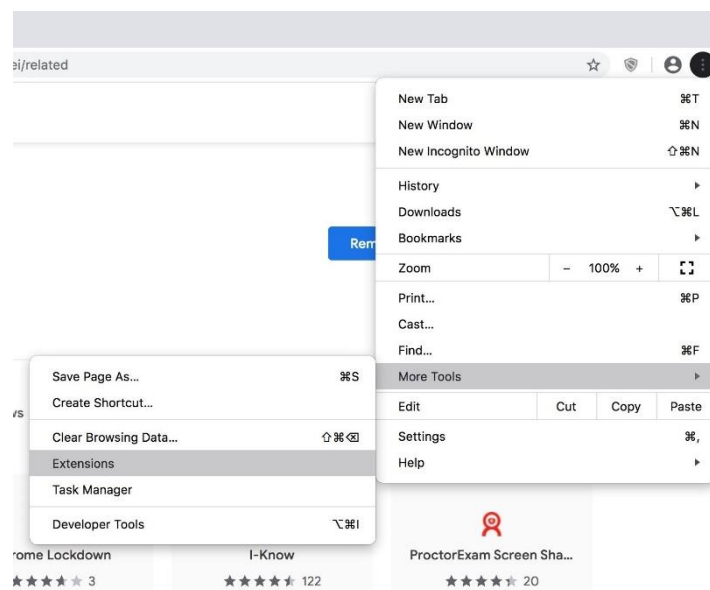 ei/related
New Tab ⌘T
New Window ⌘N
New Incognito Window ⇧⌘N
History
Downloads ⌥⌘L
Bookmarks
Zoom − 100% +
Rem
Print... ⌘P
Cast...
Find... ⌘F
More Tools
Edit Cut Copy Paste
Settings ⌘,
Help
Save Page As... ⌘S
Create Shortcut...
ws
Clear Browsing Data... ⇧⌘⌫
Extensions
Task Manager
Developer Tools ⌥⌘I
rome Lockdown I-Know ProctorExam Screen Sha...
3 122 20